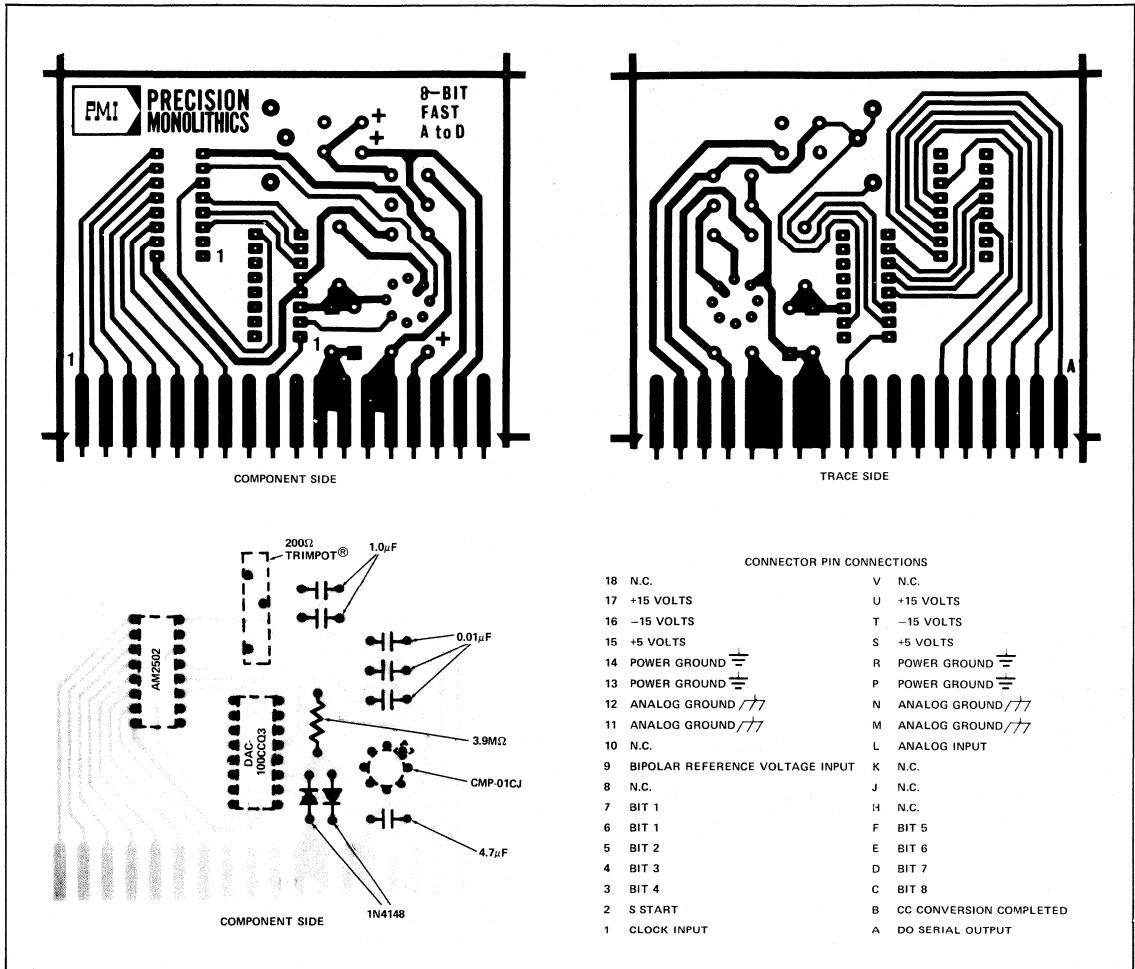 PMI
PRECISION
MONOLITHICS
8-BIT
FAST
A to D
+
+
1
1
1
+
COMPONENT SIDE
A
TRACE SIDE
200Ω
TRIMPOT®
1.0µF
0.01µF
AM2502
DAC-
100CCQ3
3.9MΩ
CMP-01CJ
4.7µF
1N4148
COMPONENT SIDE
CONNECTOR PIN CONNECTIONS
18 N.C. V N.C.
17 +15 VOLTS U +15 VOLTS
16 −15 VOLTS T −15 VOLTS
15 +5 VOLTS S +5 VOLTS
14 POWER GROUND R POWER GROUND
13 POWER GROUND P POWER GROUND
12 ANALOG GROUND N ANALOG GROUND
11 ANALOG GROUND M ANALOG GROUND
10 N.C. L ANALOG INPUT
9 BIPOLAR REFERENCE VOLTAGE INPUT K N.C.
8 N.C. J N.C.
7 BIT 1 H N.C.
6 BIT 1 F BIT 5
5 BIT 2 E BIT 6
4 BIT 3 D BIT 7
3 BIT 4 C BIT 8
2 S START B CC CONVERSION COMPLETED
1 CLOCK INPUT A DO SERIAL OUTPUT